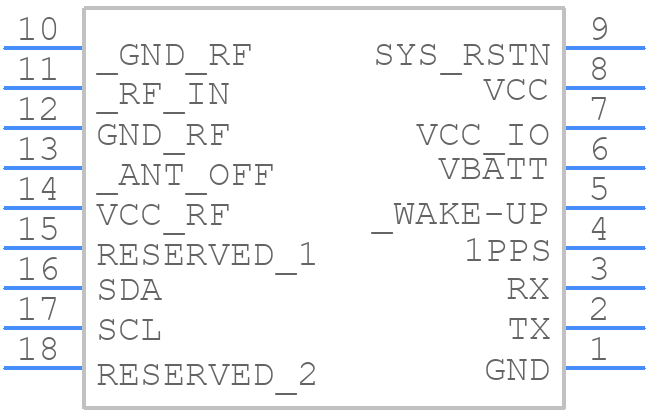 10 _GND_RF SYS_RSTN 9
11 _RF_IN VCC 8
12 GND_RF VCC_IO 7
13 _ANT_OFF VBATT 6
14 VCC_RF _WAKE-UP 5
15 RESERVED_1 1PPS 4
16 SDA RX 3
17 SCL TX 2
18 RESERVED_2 GND 1